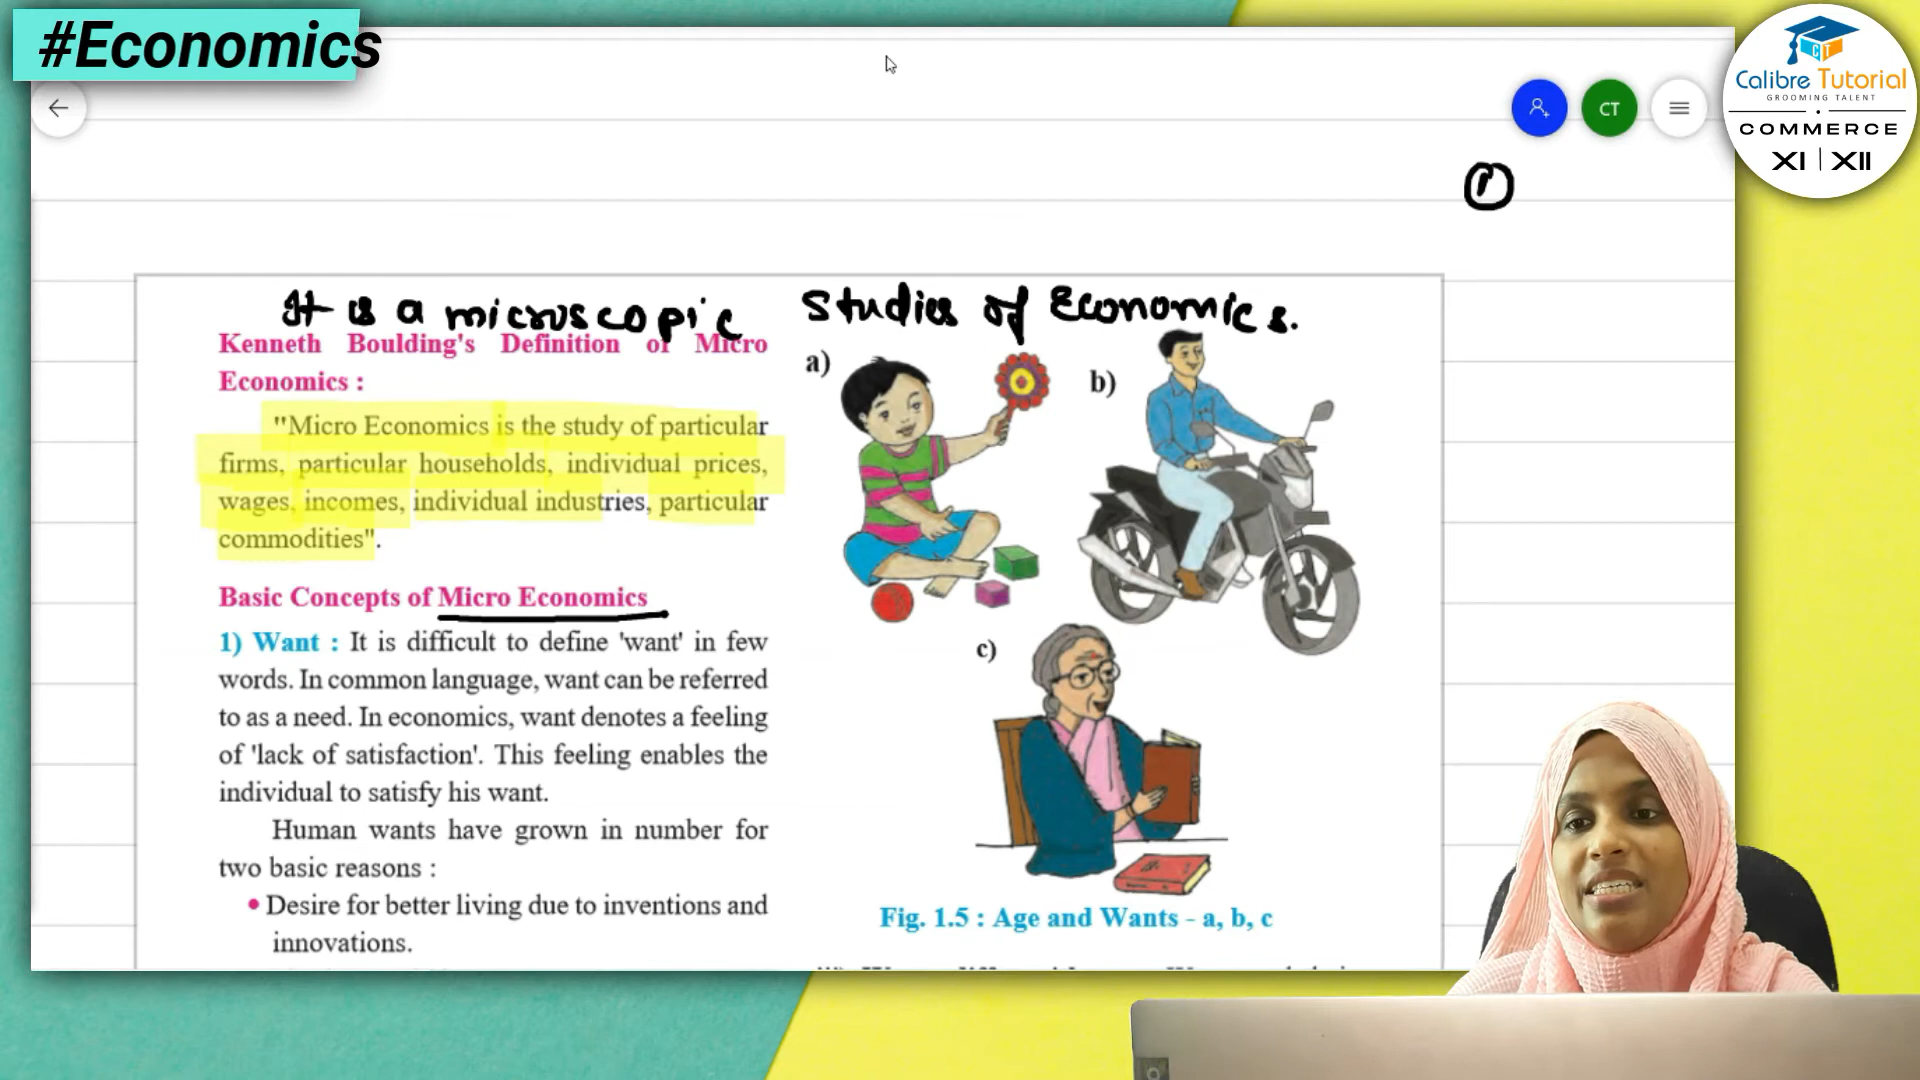 #Economics
Calibre Tutorial
GROOMING TALENT
COMMERCE
XI | XII
CT
CT
1
It is a microscopic Studies of Economics.
Kenneth Boulding's Definition of Micro
Economics :
"Micro Economics is the study of particular
firms, particular households, individual prices,
wages, incomes, individual industries, particular
commodities".
Basic Concepts of Micro Economics
1) Want : It is difficult to define 'want' in few
words. In common language, want can be referred
to as a need. In economics, want denotes a feeling
of 'lack of satisfaction'. This feeling enables the
individual to satisfy his want.
Human wants have grown in number for
two basic reasons :
• Desire for better living due to inventions and
innovations.
a)
b)
c)
Fig. 1.5 : Age and Wants - a, b, c